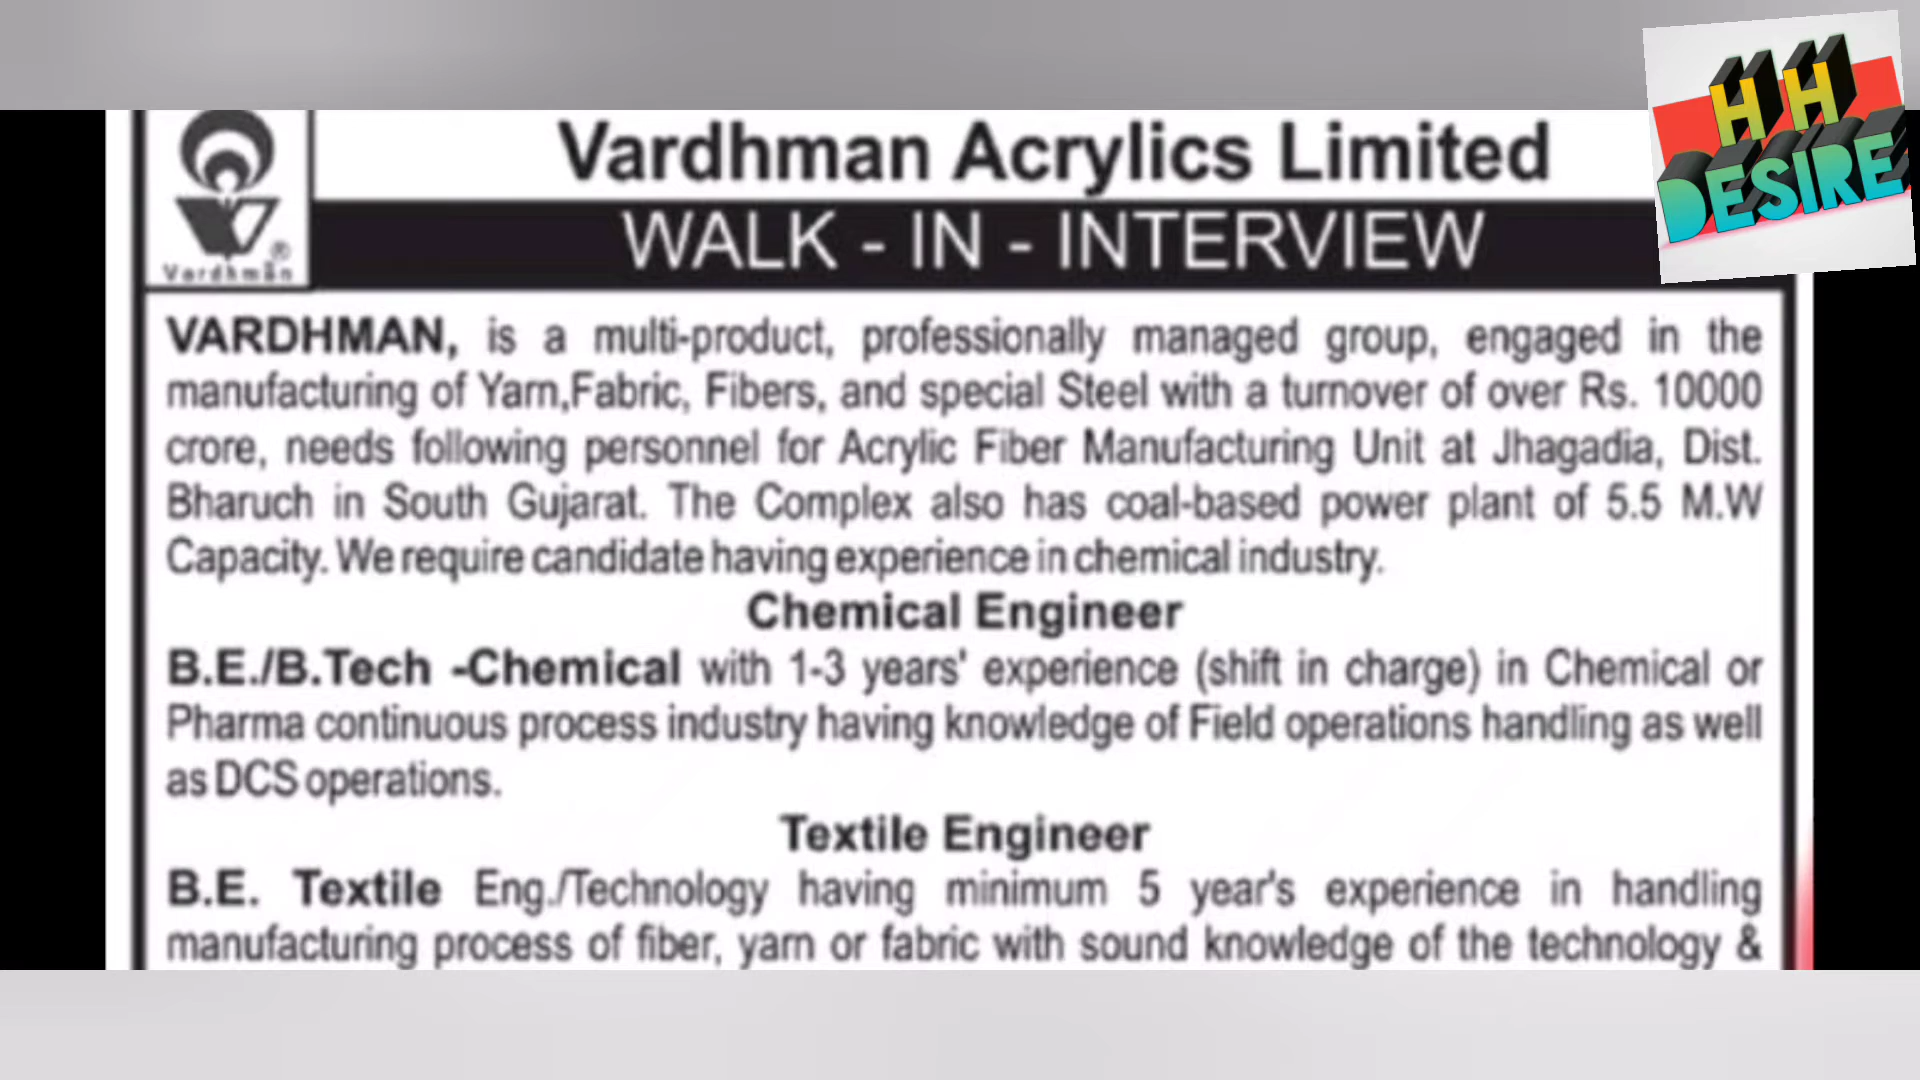 Vardhman Acrylics Limited
WALK - IN - INTERVIEW
Vardhman
®
H H
DESIRE
VARDHMAN, is a multi-product, professionally managed group, engaged in the
manufacturing of Yarn,Fabric, Fibers, and special Steel with a turnover of over Rs. 10000
crore, needs following personnel for Acrylic Fiber Manufacturing Unit at Jhagadia, Dist.
Bharuch in South Gujarat. The Complex also has coal-based power plant of 5.5 M.W
Capacity. We require candidate having experience in chemical industry.
Chemical Engineer
B.E./B.Tech -Chemical with 1-3 years' experience (shift in charge) in Chemical or
Pharma continuous process industry having knowledge of Field operations handling as well
as DCS operations.
Textile Engineer
B.E. Textile Eng./Technology having minimum 5 year's experience in handling
manufacturing process of fiber, yarn or fabric with sound knowledge of the technology &